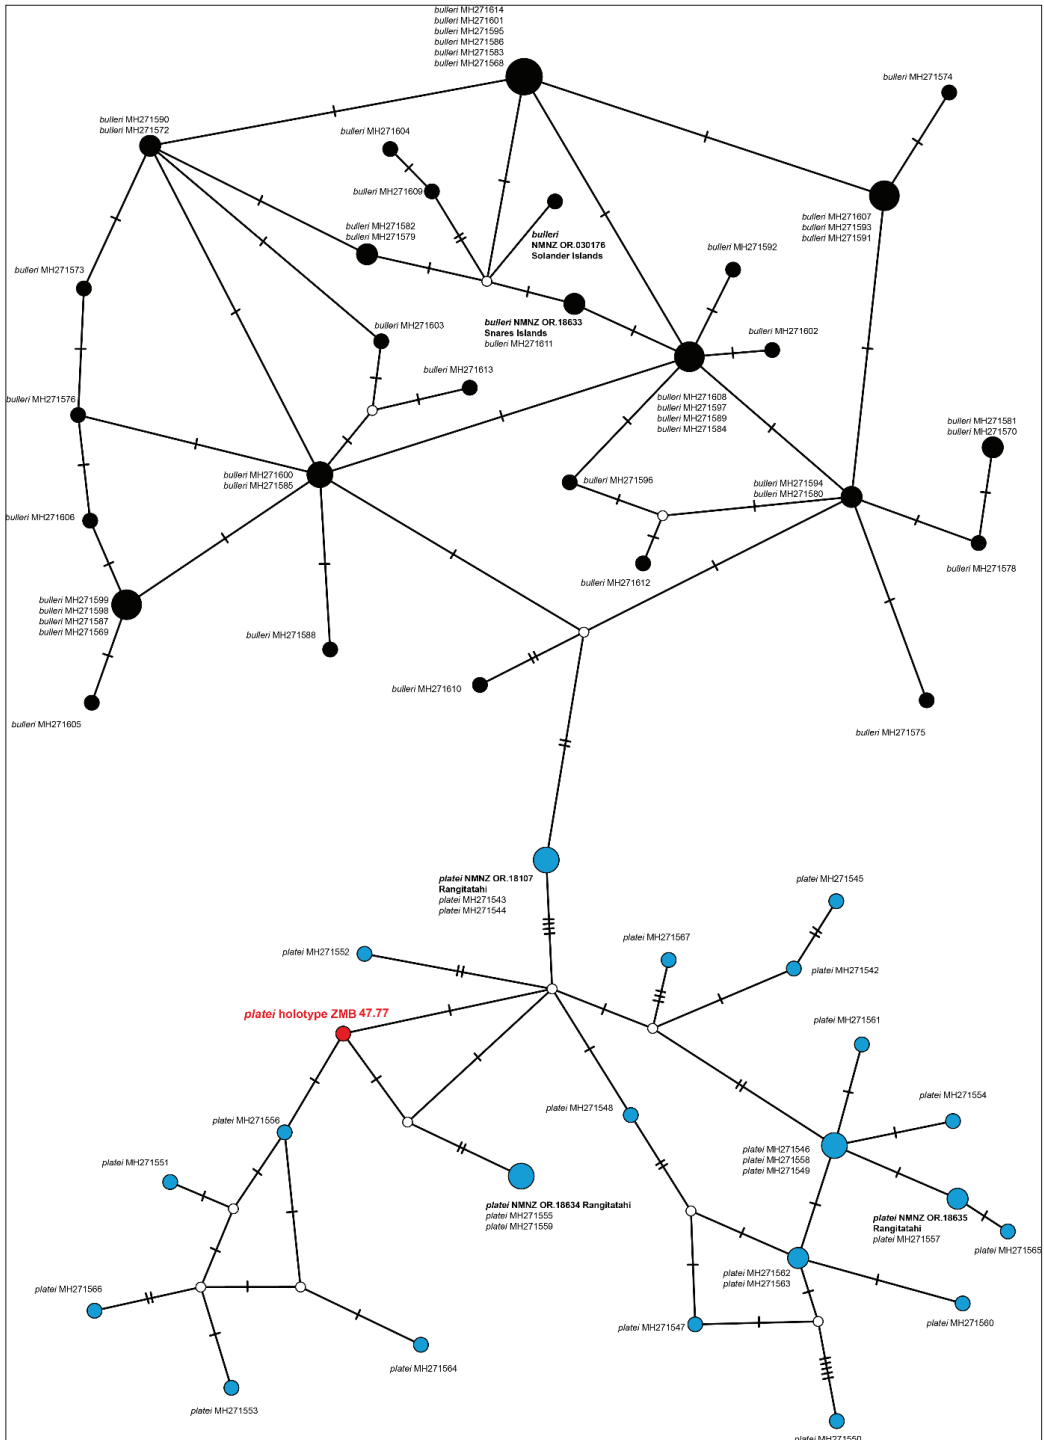 bulleri MH271614
bulleri MH271601
bulleri MH271595
bulleri MH271586
bulleri MH271583
bulleri MH271568
bulleri MH271574
bulleri MH271590
bulleri MH271572
bulleri MH271604
bulleri MH271609
bulleri MH271582
bulleri MH271579
bulleri
NMNZ OR.030176
Solander Islands
bulleri MH271607
bulleri MH271593
bulleri MH271591
bulleri MH271592
bulleri MH271573
bulleri MH271603
bulleri NMNZ OR.18633
Snares Islands
bulleri MH271611
bulleri MH271602
bulleri MH271613
bulleri MH271576
bulleri MH271608
bulleri MH271597
bulleri MH271589
bulleri MH271584
bulleri MH271581
bulleri MH271570
bulleri MH271600
bulleri MH271585
bulleri MH271596
bulleri MH271594
bulleri MH271580
bulleri MH271606
bulleri MH271612
bulleri MH271578
bulleri MH271599
bulleri MH271598
bulleri MH271587
bulleri MH271569
bulleri MH271588
bulleri MH271610
bulleri MH271605
bulleri MH271575
platei NMNZ OR.18107
Rangitatahi
platei MH271543
platei MH271544
platei MH271545
platei MH271552
platei MH271567
platei MH271542
platei holotype ZMB 47.77
platei MH271561
platei MH271556
platei MH271548
platei MH271554
platei MH271546
platei MH271558
platei MH271549
platei MH271551
platei NMNZ OR.18634 Rangitatahi
platei MH271555
platei MH271559
platei NMNZ OR.18635
Rangitatahi
platei MH271557
platei MH271565
platei MH271562
platei MH271563
platei MH271566
platei MH271547
platei MH271560
platei MH271564
platei MH271553
platei MH271550